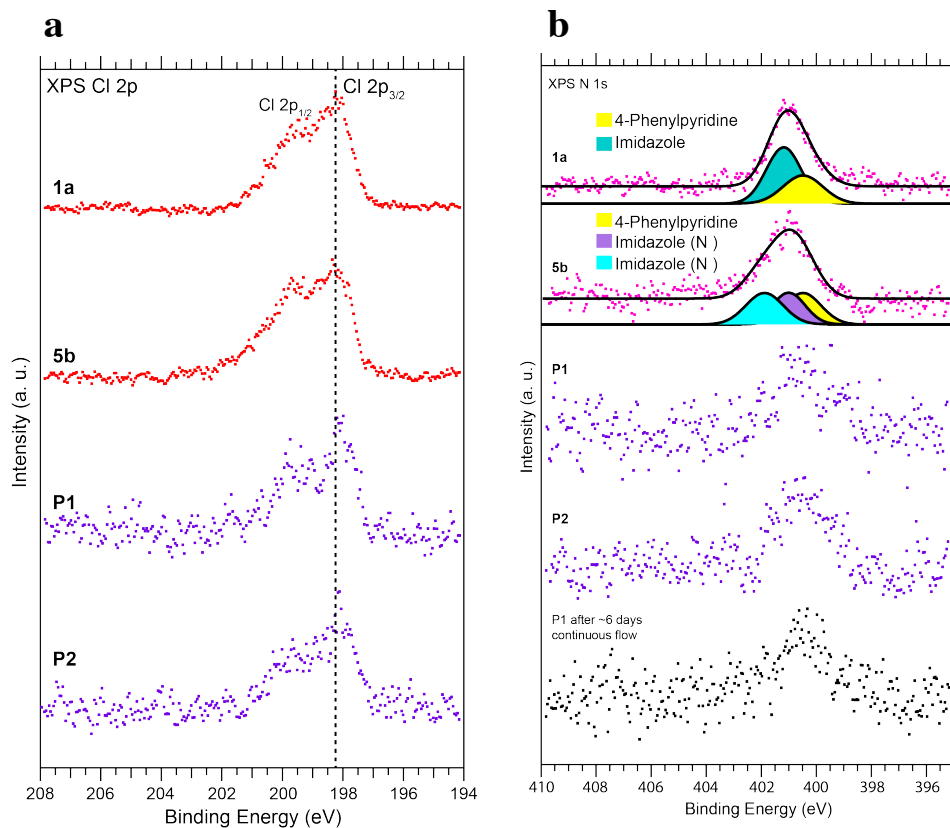 a
XPS Cl 2p
Cl 2p3/2
Cl 2p1/2
1a
5b
P1
P2
Intensity (a. u.)
208 206 204 202 200 198 196 194
Binding Energy (eV)
b
XPS N 1s
4-Phenylpyridine
Imidazole
1a
4-Phenylpyridine
Imidazole (N )
Imidazole (N )
5b
P1
P2
P1 after ~6 days
continuous flow
Intensity (a. u.)
410 408 406 404 402 400 398 396
Binding Energy (eV)